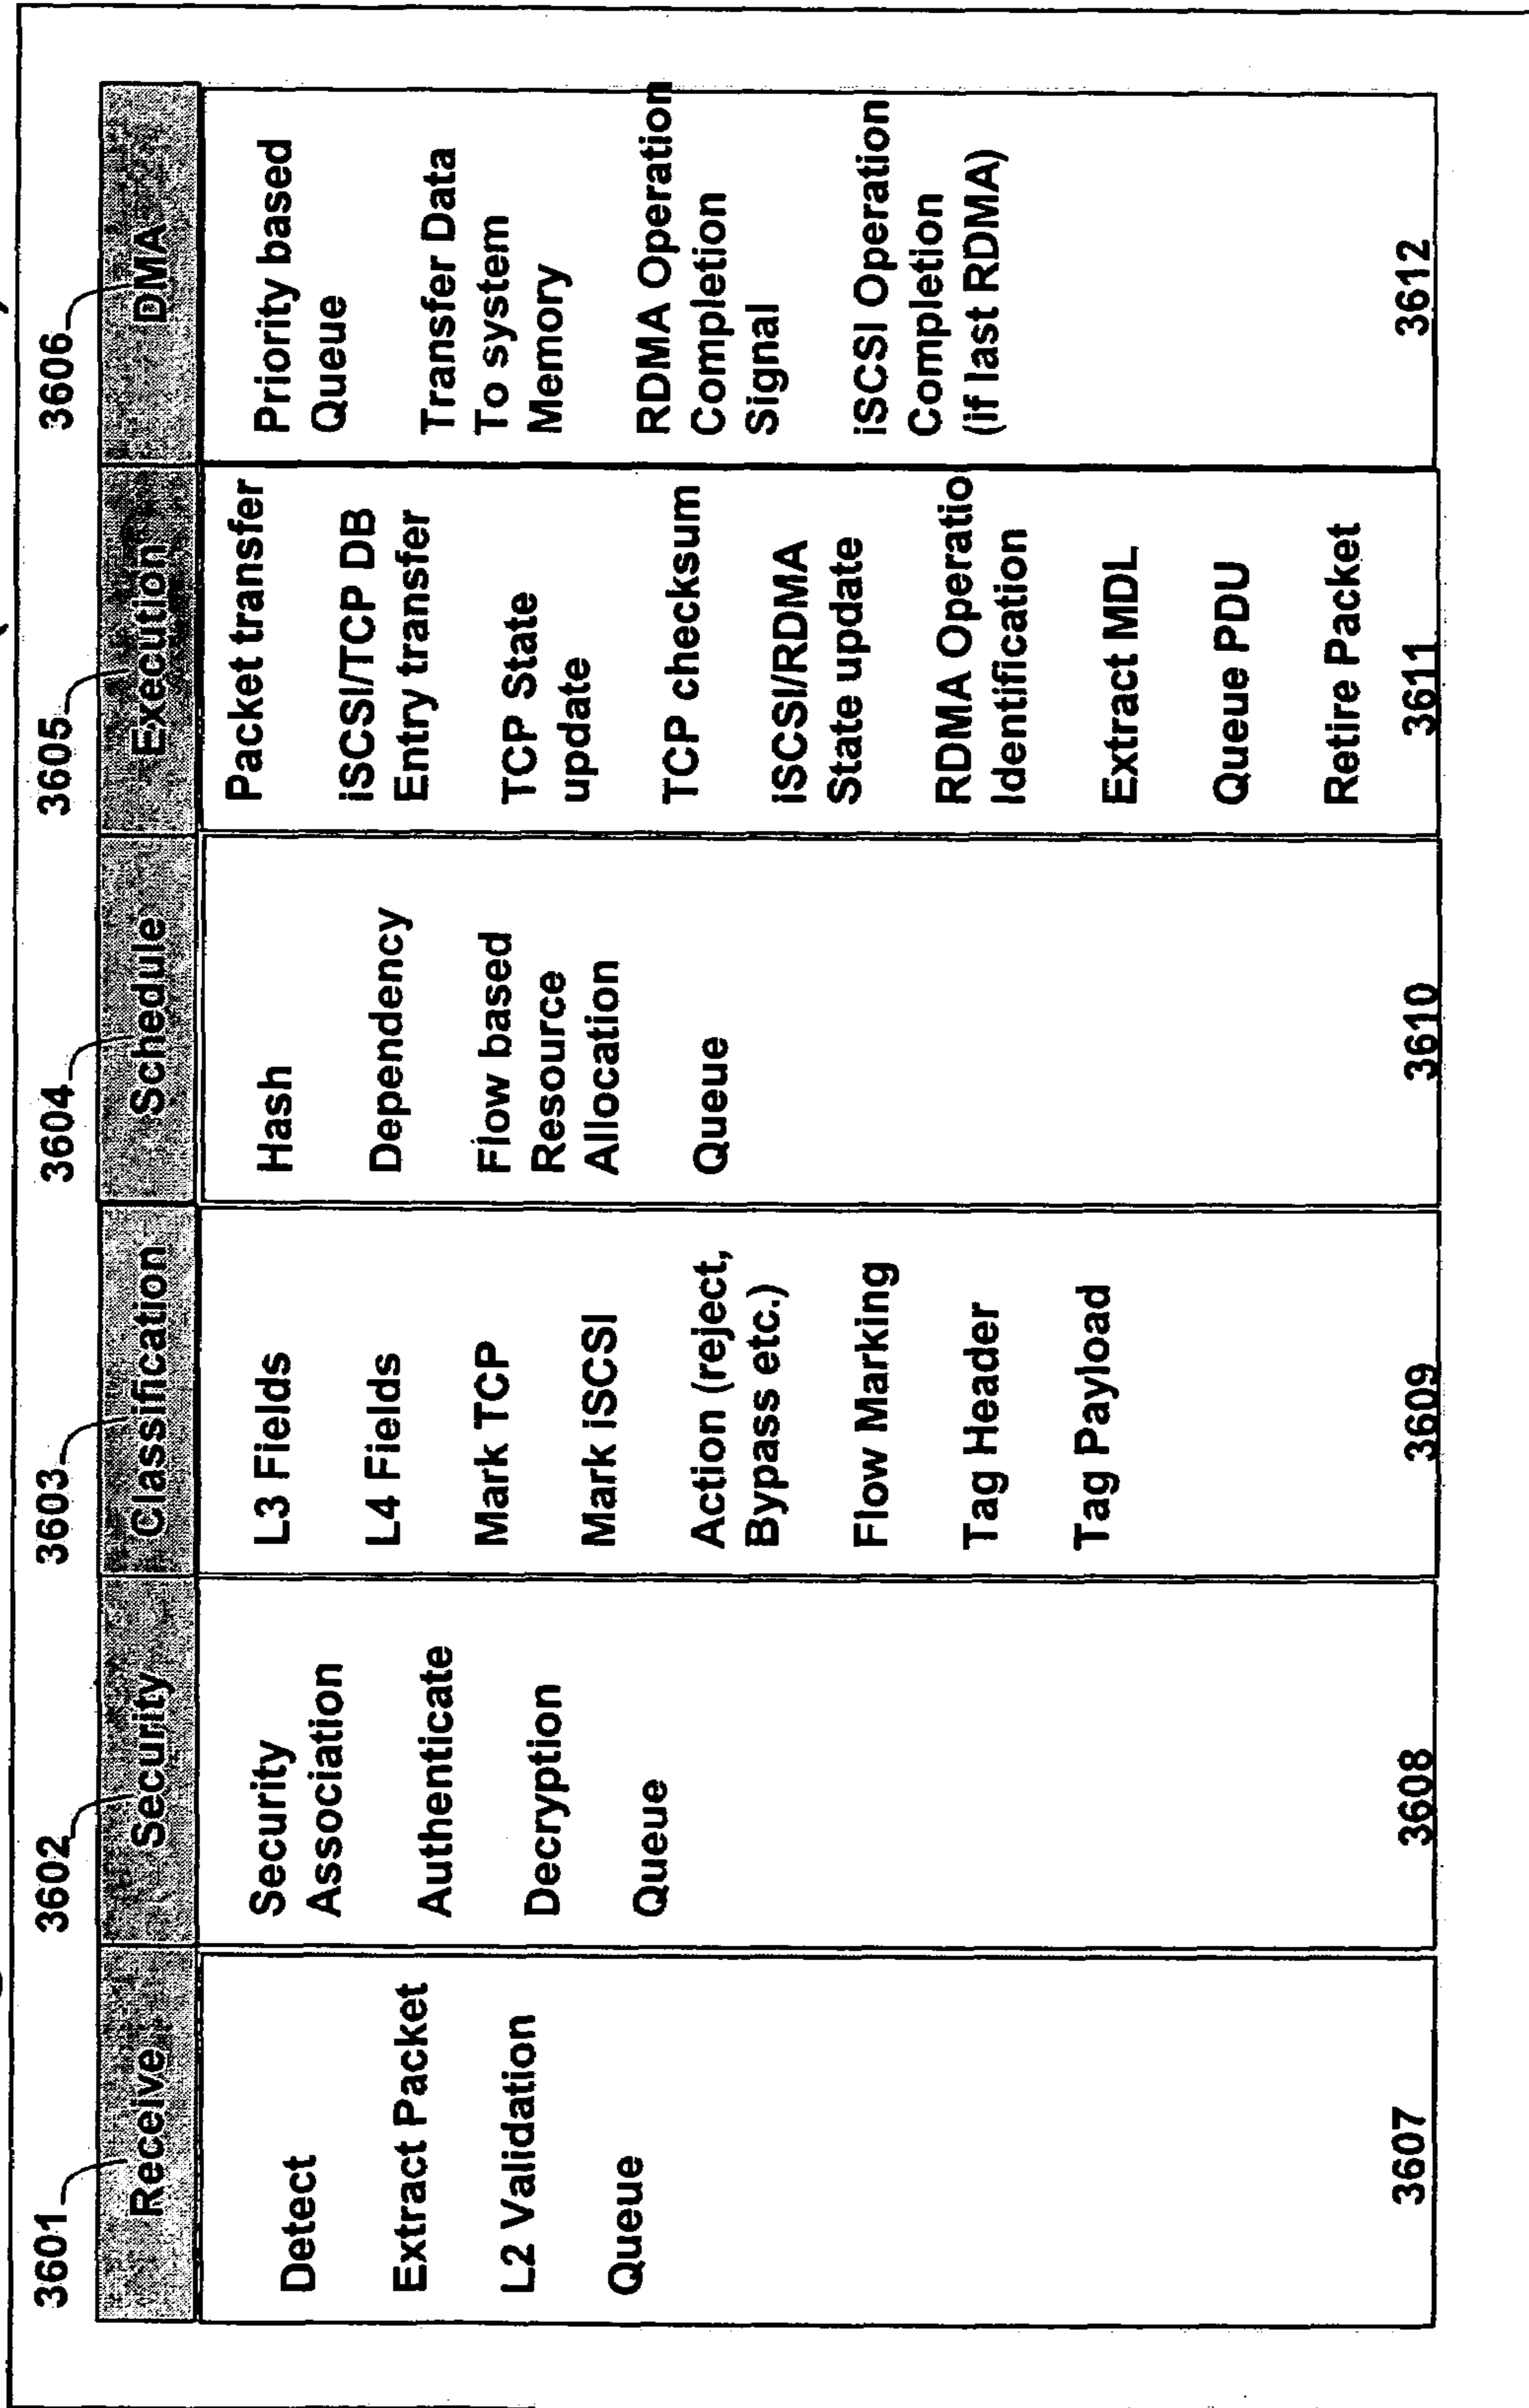 3601
Receive
Detect
Extract Packet
L2 Validation
Queue
3607
3602
Security
Security
Association
Authenticate
Decryption
Queue
3608
3603
Classification
L3 Fields
L4 Fields
Mark TCP
Mark iSCSI
Action (reject,
Bypass etc.)
Flow Marking
Tag Header
Tag Payload
3609
3604
Schedule
Hash
Dependency
Flow based
Resource
Allocation
Queue
3610
3605
Execution
Packet transfer
iSCSI/TCP DB
Entry transfer
TCP State
update
TCP checksum
iSCSI/RDMA
State update
RDMA Operatio
Identification
Extract MDL
Queue PDU
Retire Packet
3611
3606
DMA
Priority based
Queue
Transfer Data
To system
Memory
RDMA Operation
Completion
Signal
iSCSI Operation
Completion
(if last RDMA)
3612